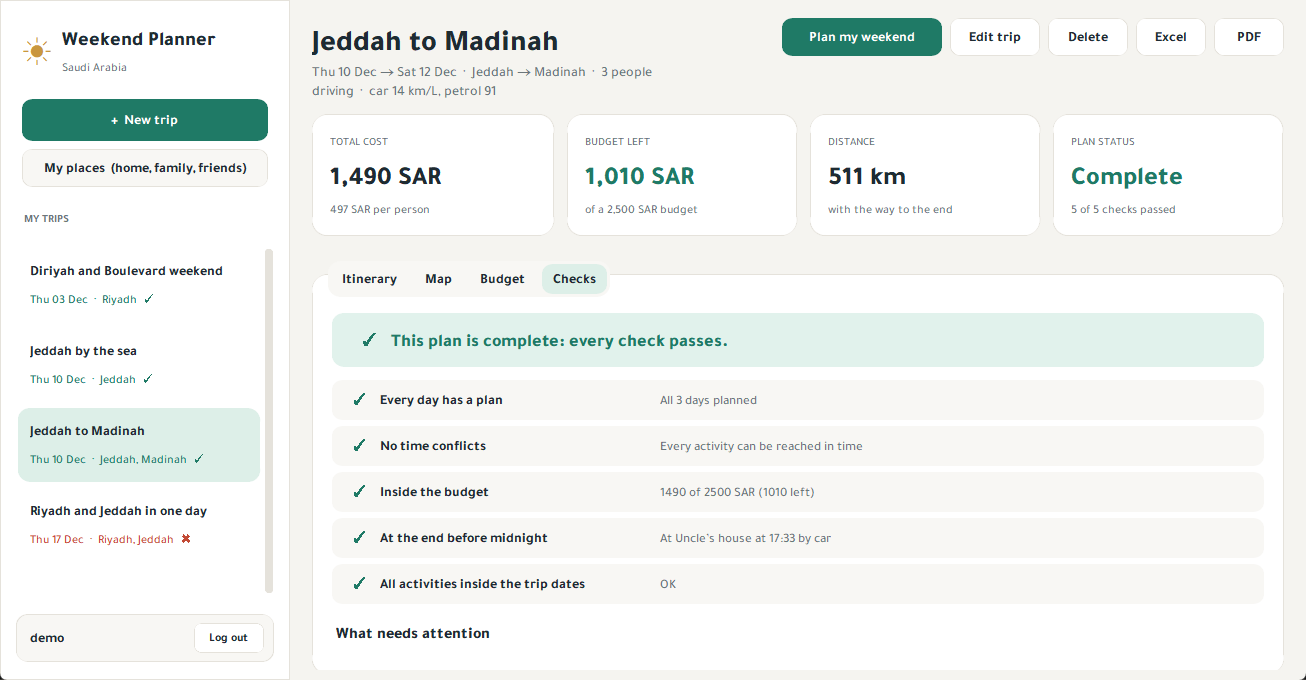 Weekend Planner
Saudi Arabia
+ New trip
My places (home, family, friends)
MY TRIPS
Diriyah and Boulevard weekend
Thu 03 Dec · Riyadh ✓
Jeddah by the sea
Thu 10 Dec · Jeddah ✓
Jeddah to Madinah
Thu 10 Dec · Jeddah, Madinah ✓
Riyadh and Jeddah in one day
Thu 17 Dec · Riyadh, Jeddah ✖
demo
Log out
Jeddah to Madinah
Thu 10 Dec → Sat 12 Dec · Jeddah → Madinah · 3 people
driving · car 14 km/L, petrol 91
Plan my weekend
Edit trip
Delete
Excel
PDF
TOTAL COST
1,490 SAR
497 SAR per person
BUDGET LEFT
1,010 SAR
of a 2,500 SAR budget
DISTANCE
511 km
with the way to the end
PLAN STATUS
Complete
5 of 5 checks passed
Itinerary
Map
Budget
Checks
✓ This plan is complete: every check passes.
✓ Every day has a plan All 3 days planned
✓ No time conflicts Every activity can be reached in time
✓ Inside the budget 1490 of 2500 SAR (1010 left)
✓ At the end before midnight At Uncle's house at 17:33 by car
✓ All activities inside the trip dates OK
What needs attention